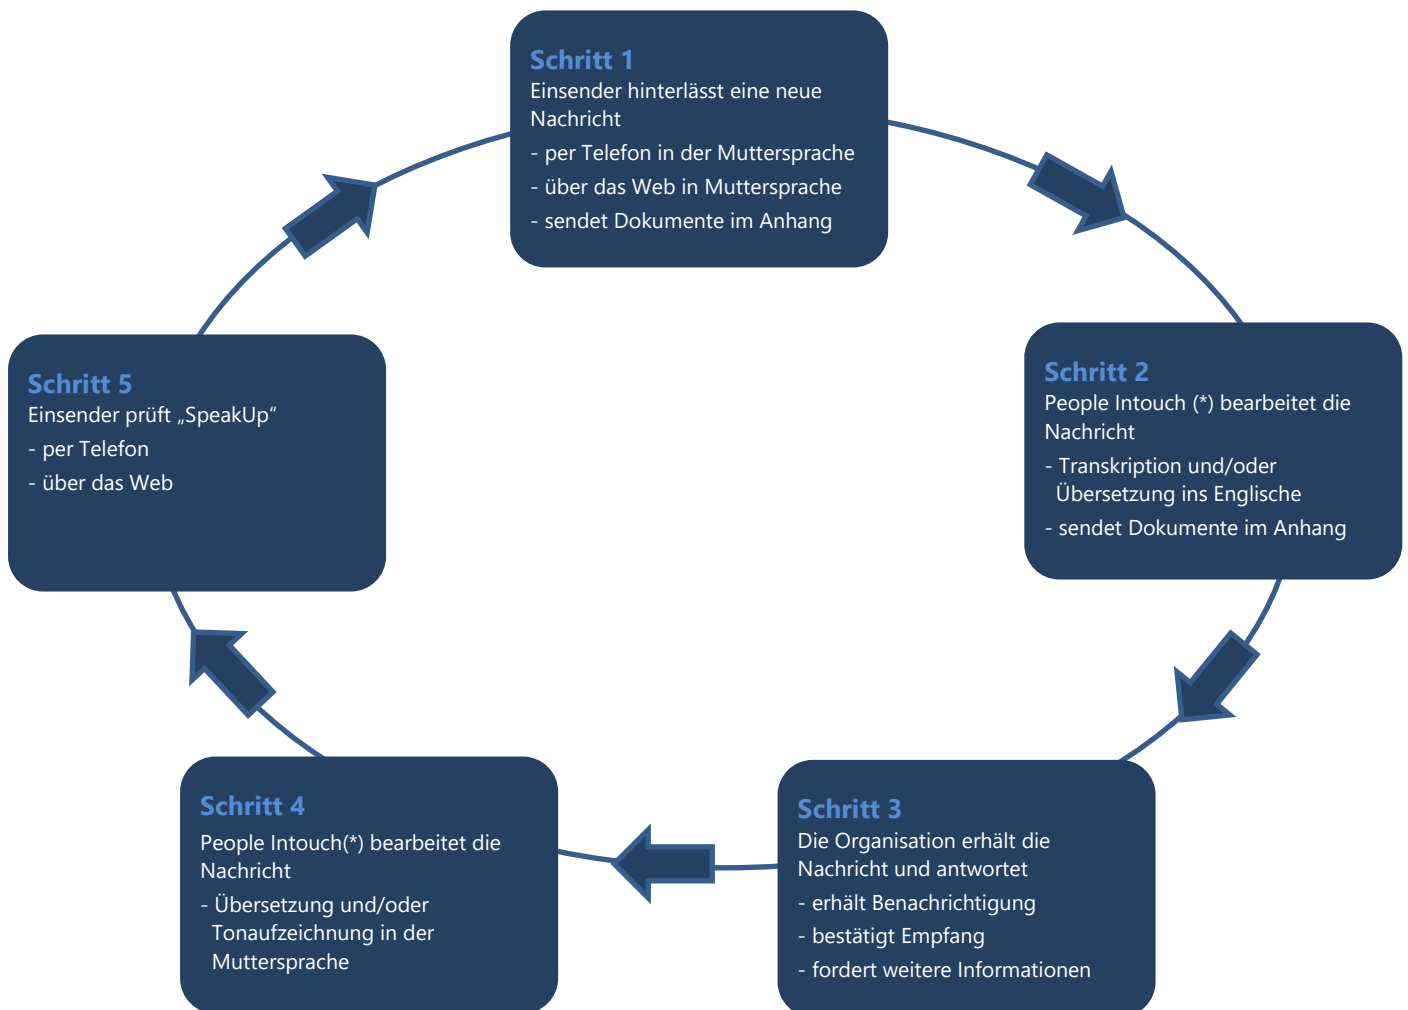 Schritt 1
Einsender hinterlässt eine neue
Nachricht
- per Telefon in der Muttersprache
- über das Web in Muttersprache
- sendet Dokumente im Anhang
Schritt 2
People Intouch (*) bearbeitet die
Nachricht
- Transkription und/oder
Übersetzung ins Englische
- sendet Dokumente im Anhang
Schritt 3
Die Organisation erhält die
Nachricht und antwortet
- erhält Benachrichtigung
- bestätigt Empfang
- fordert weitere Informationen
Schritt 4
People Intouch(*) bearbeitet die
Nachricht
- Übersetzung und/oder
Tonaufzeichnung in der
Muttersprache
Schritt 5
Einsender prüft „SpeakUp“
- per Telefon
- über das Web